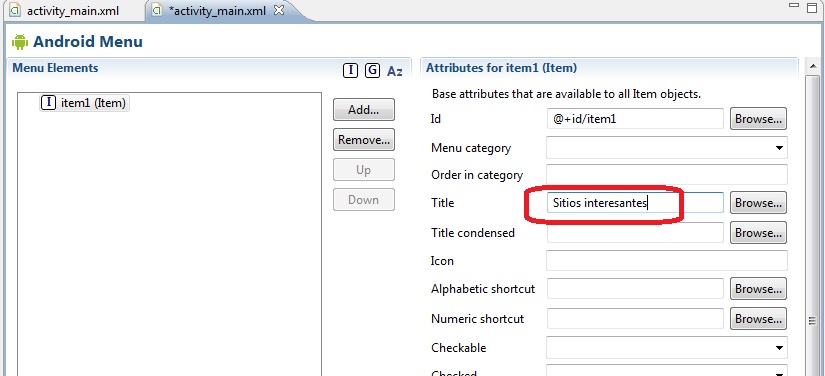 activity_main.xml
*activity_main.xml
Android Menu
Menu Elements
I G Az
I item1 (Item)
Add...
Remove...
Up
Down
Attributes for item1 (Item)
Base attributes that are available to all Item objects.
Id @+id/item1 Browse...
Menu category
Order in category
Title Sitios interesantes Browse...
Title condensed Browse...
Icon
Alphabetic shortcut Browse...
Numeric shortcut Browse...
Checkable
Checked